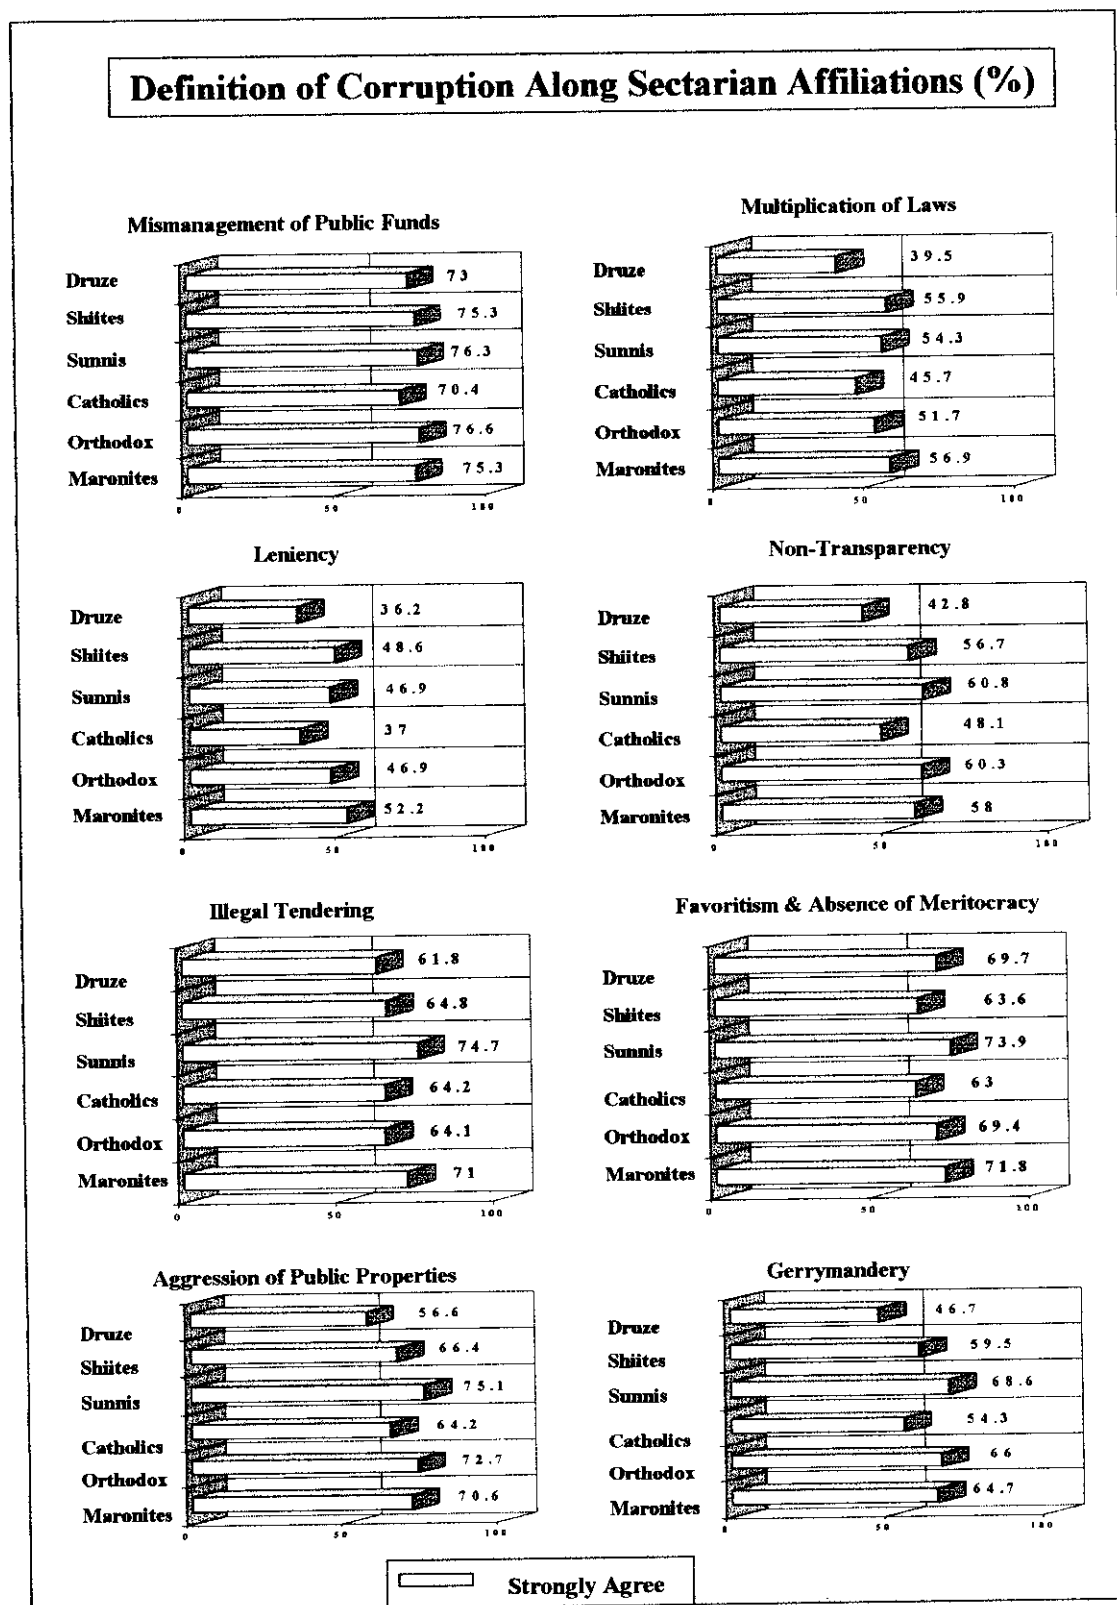 Definition of Corruption Along Sectarian Affiliations (%)
Mismanagement of Public Funds
Druze 73
Shiites 75.3
Sunnis 76.3
Catholics 70.4
Orthodox 76.6
Maronites 75.3
0 50 100
Multiplication of Laws
Druze 39.5
Shiites 55.9
Sunnis 54.3
Catholics 45.7
Orthodox 51.7
Maronites 56.9
0 50 100
Leniency
Druze 36.2
Shiites 48.6
Sunnis 46.9
Catholics 37
Orthodox 46.9
Maronites 52.2
0 50 100
Non-Transparency
Druze 42.8
Shiites 56.7
Sunnis 60.8
Catholics 48.1
Orthodox 60.3
Maronites 58
0 50 100
Illegal Tendering
Druze 61.8
Shiites 64.8
Sunnis 74.7
Catholics 64.2
Orthodox 64.1
Maronites 71
0 50 100
Favoritism & Absence of Meritocracy
Druze 69.7
Shiites 63.6
Sunnis 73.9
Catholics 63
Orthodox 69.4
Maronites 71.8
0 50 100
Aggression of Public Properties
Druze 56.6
Shiites 66.4
Sunnis 75.1
Catholics 64.2
Orthodox 72.7
Maronites 70.6
0 50 100
Gerrymandery
Druze 46.7
Shiites 59.5
Sunnis 68.6
Catholics 54.3
Orthodox 66
Maronites 64.7
0 50 100
Strongly Agree